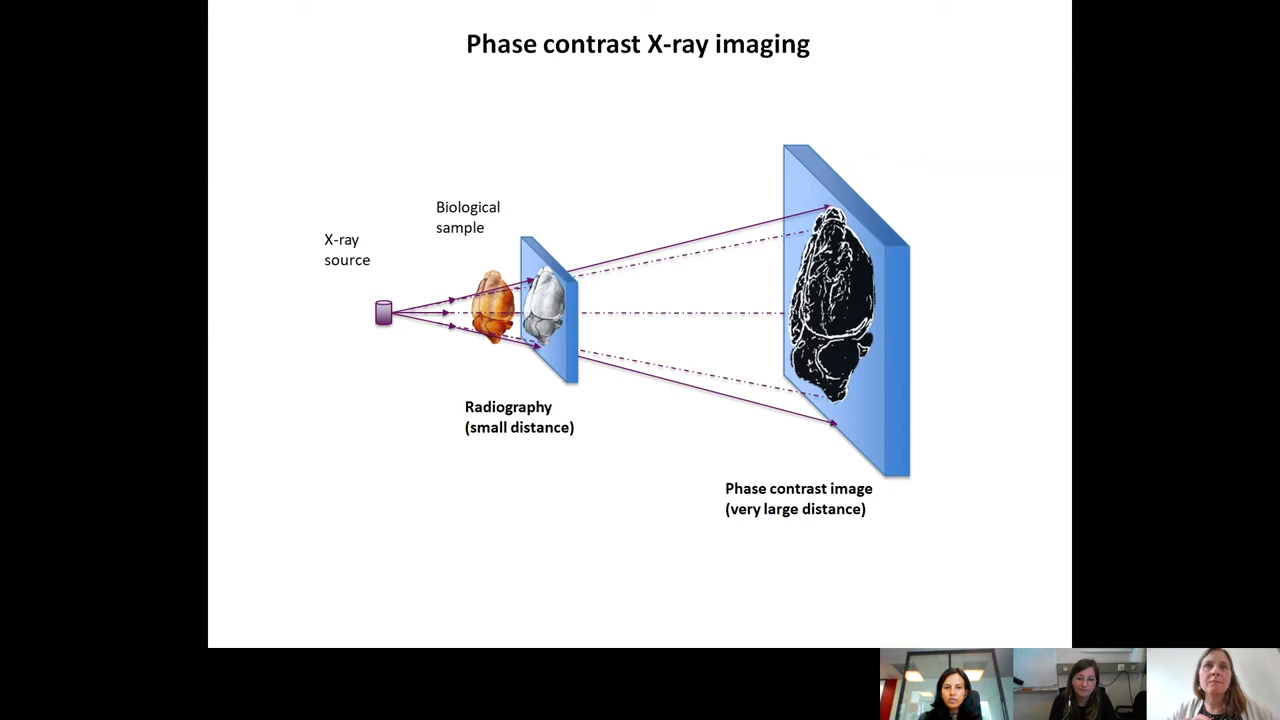 Phase contrast X-ray imaging
Biological
sample
X-ray
source
Radiography
(small distance)
Phase contrast image
(very large distance)